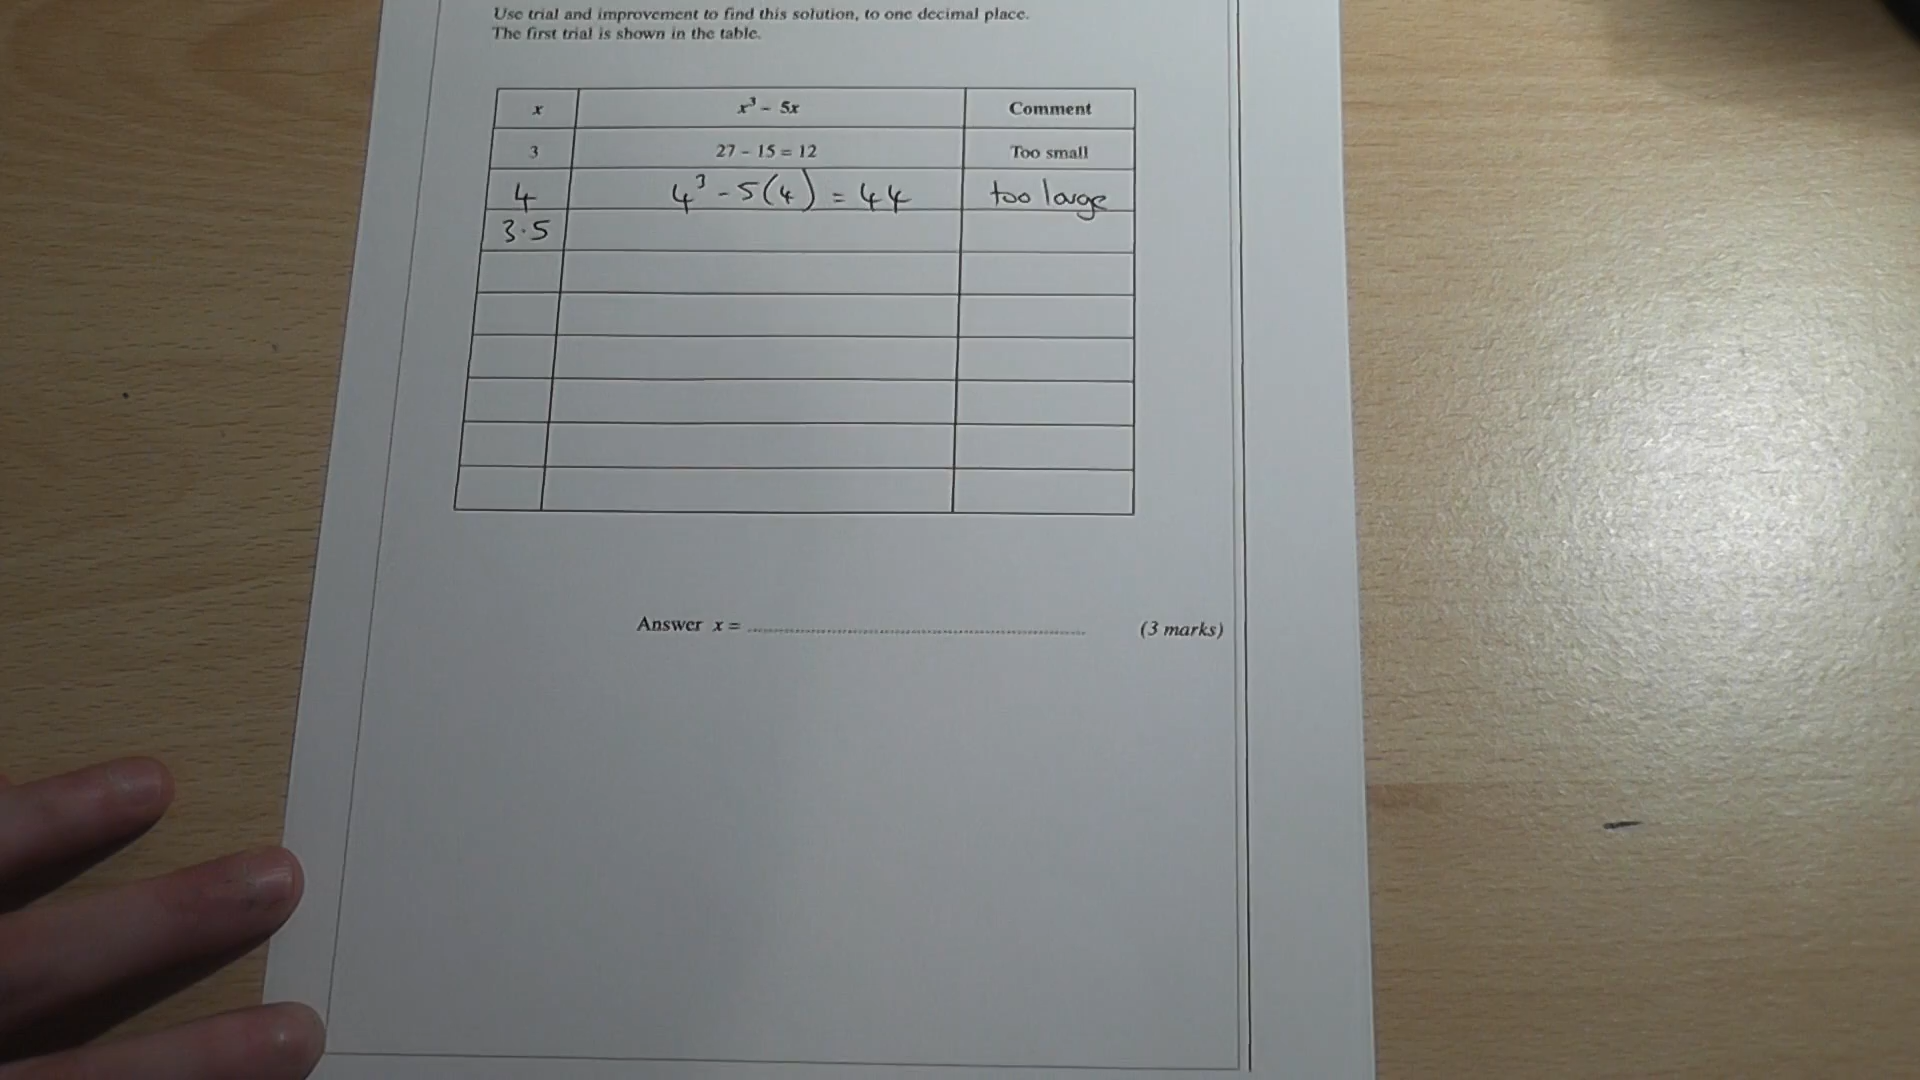 Use trial and improvement to find this solution, to one decimal place.
The first trial is shown in the table.
x x³ – 5x Comment
3 27 – 15 = 12 Too small
4 4³ - 5(4) = 44 too large
3.5
Answer x = ........................................ (3 marks)